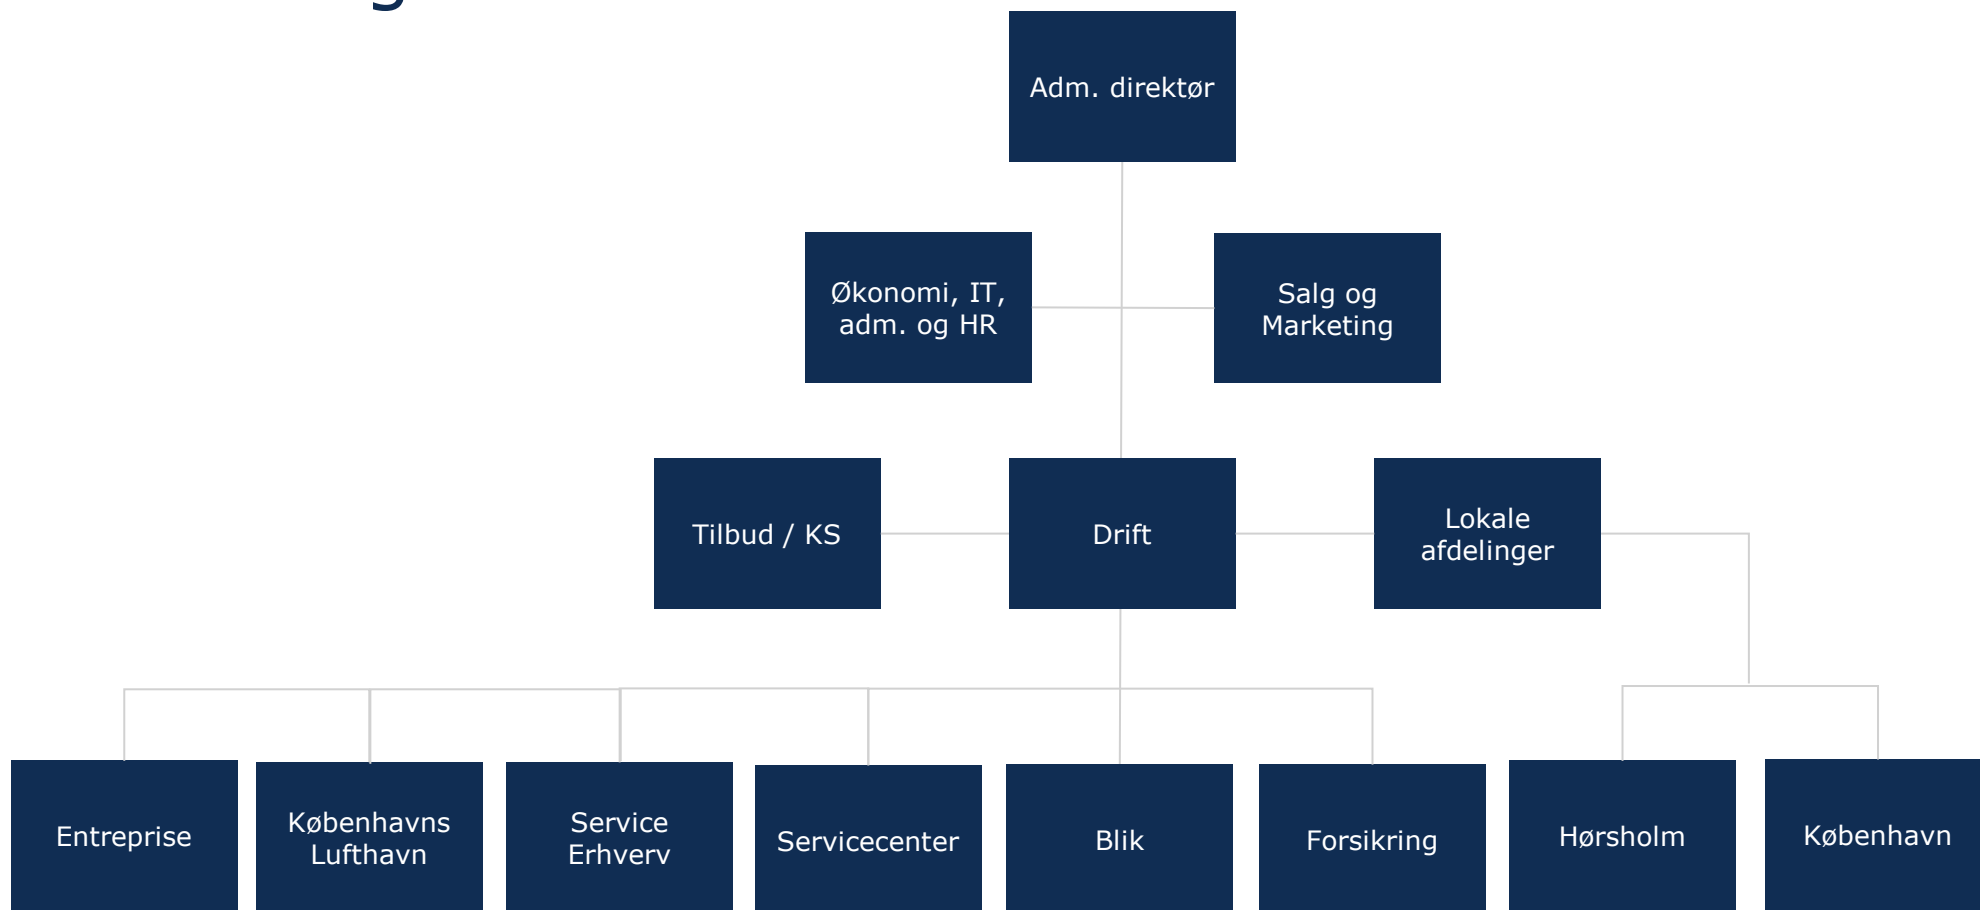 Adm. direktør
Økonomi, IT,
adm. og HR
Salg og
Marketing
Tilbud / KS
Drift
Lokale
afdelinger
Entreprise
Københavns
Lufthavn
Service
Erhverv
Servicecenter
Blik
Forsikring
Hørsholm
København